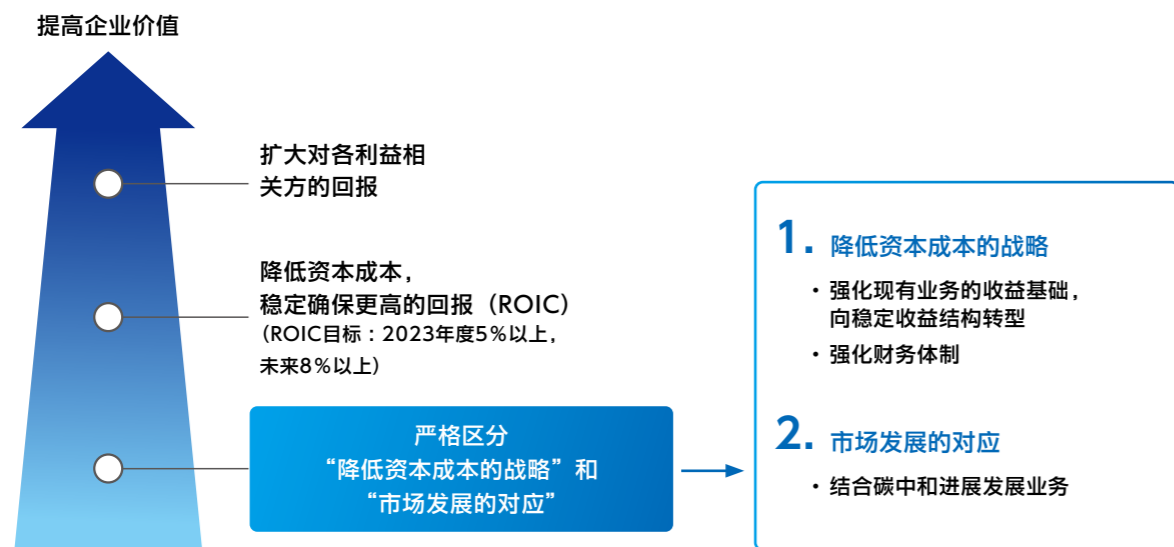 提高企业价值
扩大对各利益相
关方的回报
降低资本成本，
稳定确保更高的回报（ROIC）
（ROIC目标：2023年度5%以上，
未来8%以上）
严格区分
“降低资本成本的战略”和
“市场发展的对应”
1. 降低资本成本的战略
・强化现有业务的收益基础，
向稳定收益结构转型
・强化财务体制
2. 市场发展的对应
・结合碳中和进展发展业务